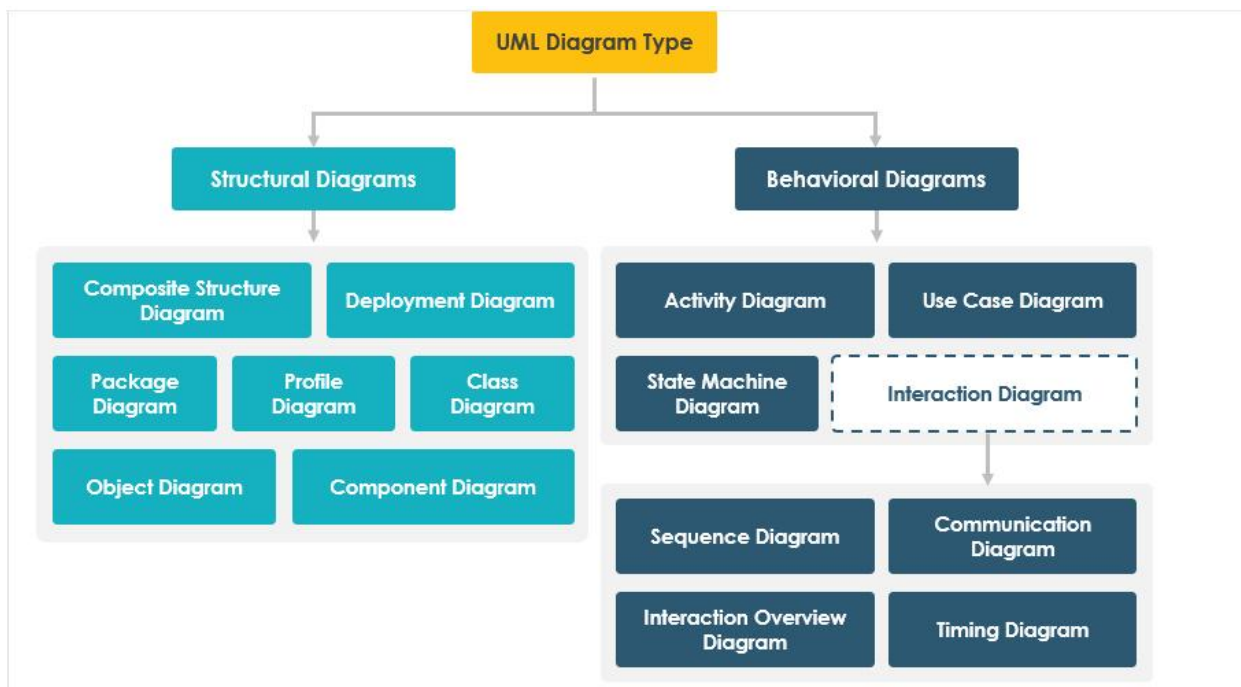 UML Diagram Type
Structural Diagrams
Behavioral Diagrams
Composite Structure
Diagram
Deployment Diagram
Package
Diagram
Profile
Diagram
Class
Diagram
Object Diagram
Component Diagram
Activity Diagram
Use Case Diagram
State Machine
Diagram
Interaction Diagram
Sequence Diagram
Communication
Diagram
Interaction Overview
Diagram
Timing Diagram